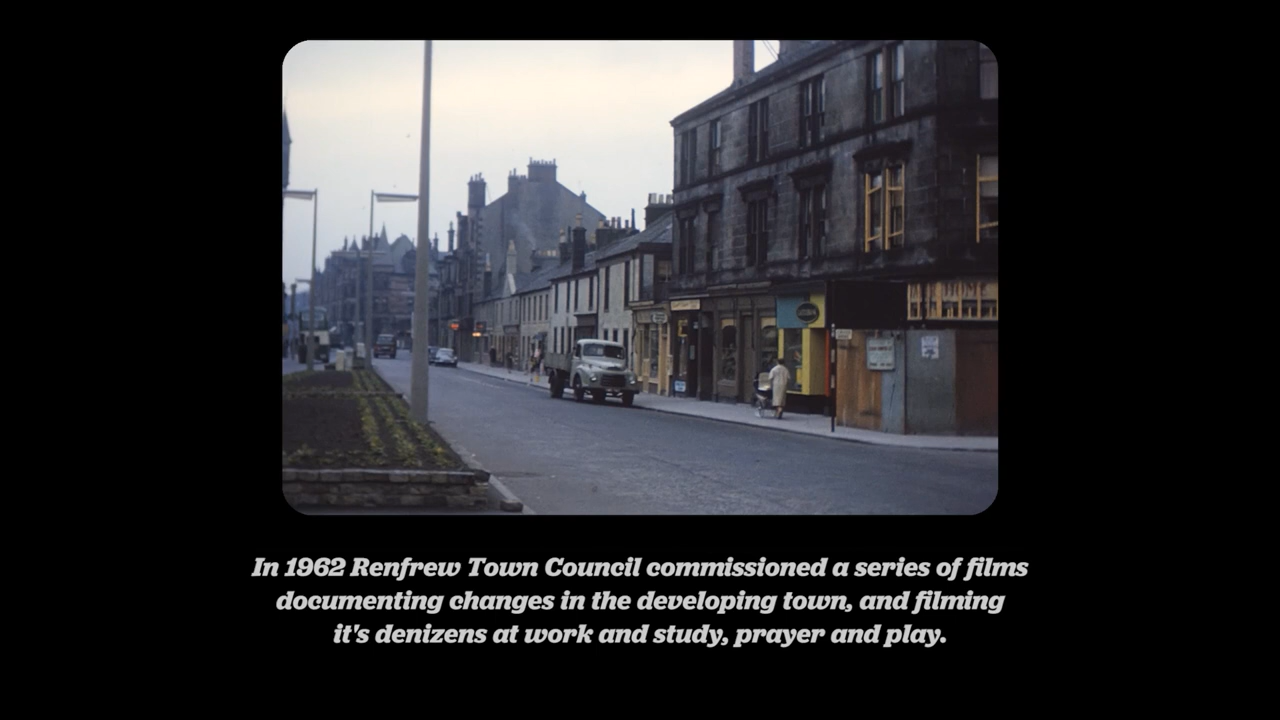 In 1962 Renfrew Town Council commissioned a series of films
documenting changes in the developing town, and filming
it's denizens at work and study, prayer and play.